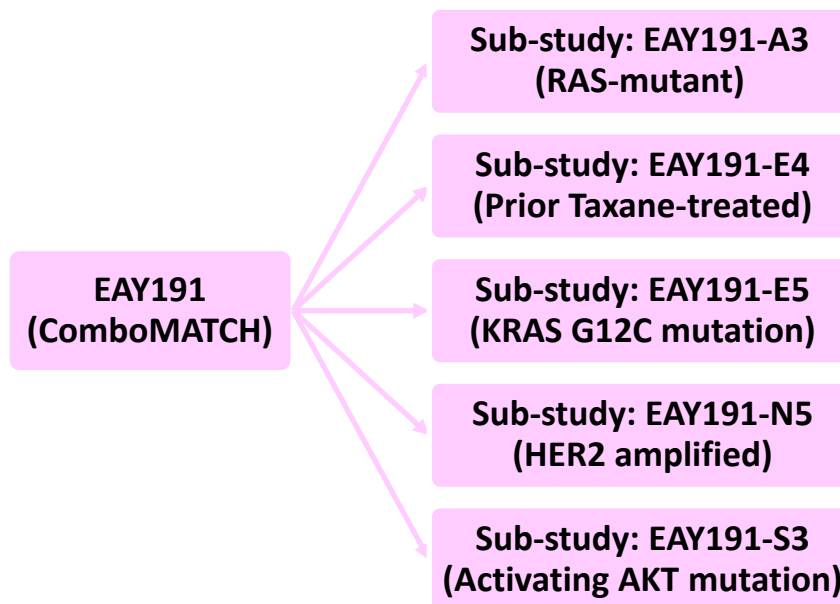 EAY191
(ComboMATCH)
Sub-study: EAY191-A3
(RAS-mutant)
Sub-study: EAY191-E4
(Prior Taxane-treated)
Sub-study: EAY191-E5
(KRAS G12C mutation)
Sub-study: EAY191-N5
(HER2 amplified)
Sub-study: EAY191-S3
(Activating AKT mutation)